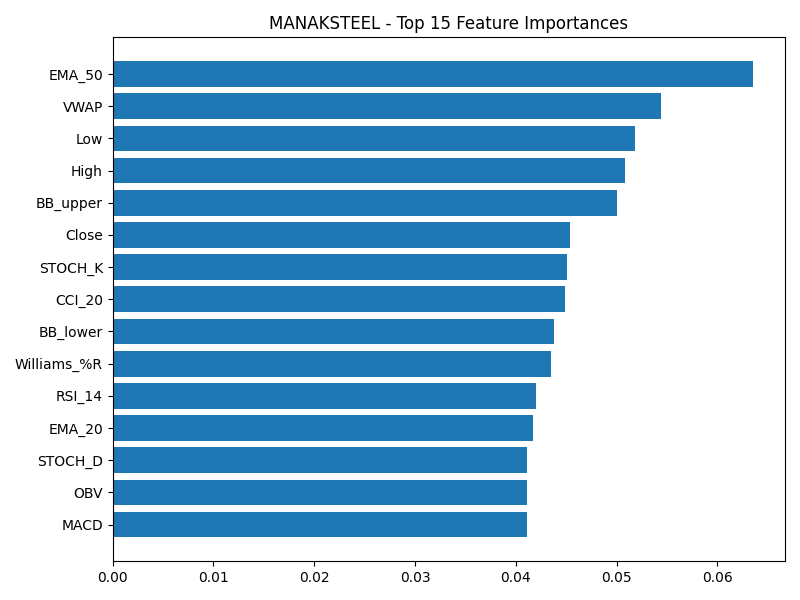 MANAKSTEEL - Top 15 Feature Importances
EMA_50
VWAP
Low
High
BB_upper
Close
STOCH_K
CCI_20
BB_lower
Williams_%R
RSI_14
EMA_20
STOCH_D
OBV
MACD
0.00 0.01 0.02 0.03 0.04 0.05 0.06